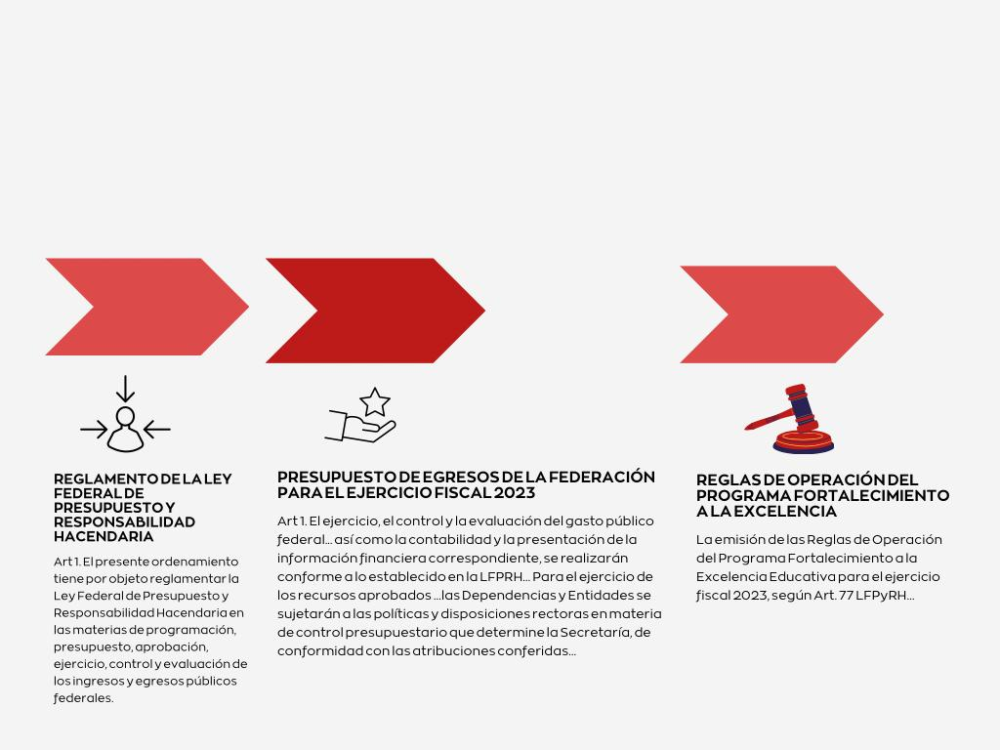 REGLAMENTO DE LA LEY
FEDERAL DE
PRESUPUESTO Y
RESPONSABILIDAD
HACENDARIA
Art 1. El presente ordenamiento
tiene por objeto reglamentar la
Ley Federal de Presupuesto y
Responsabilidad Hacendaria en
las materias de programación,
presupuesto, aprobación,
ejercicio, control y evaluación de
los ingresos y egresos públicos
federales.
PRESUPUESTO DE EGRESOS DE LA FEDERACIÓN
PARA EL EJERCICIO FISCAL 2023
Art 1. El ejercicio, el control y la evaluación del gasto público
federal... así como la contabilidad y la presentación de la
información financiera correspondiente, se realizarán
conforme a lo establecido en la LFPRH... Para el ejercicio de
los recursos aprobados ...las Dependencias y Entidades se
sujetarán a las políticas y disposiciones rectoras en materia
de control presupuestario que determine la Secretaría, de
conformidad con las atribuciones conferidas...
REGLAS DE OPERACIÓN DEL
PROGRAMA FORTALECIMIENTO
A LA EXCELENCIA
La emisión de las Reglas de Operación
del Programa Fortalecimiento a la
Excelencia Educativa para el ejercicio
fiscal 2023, según Art. 77 LFPyRH...